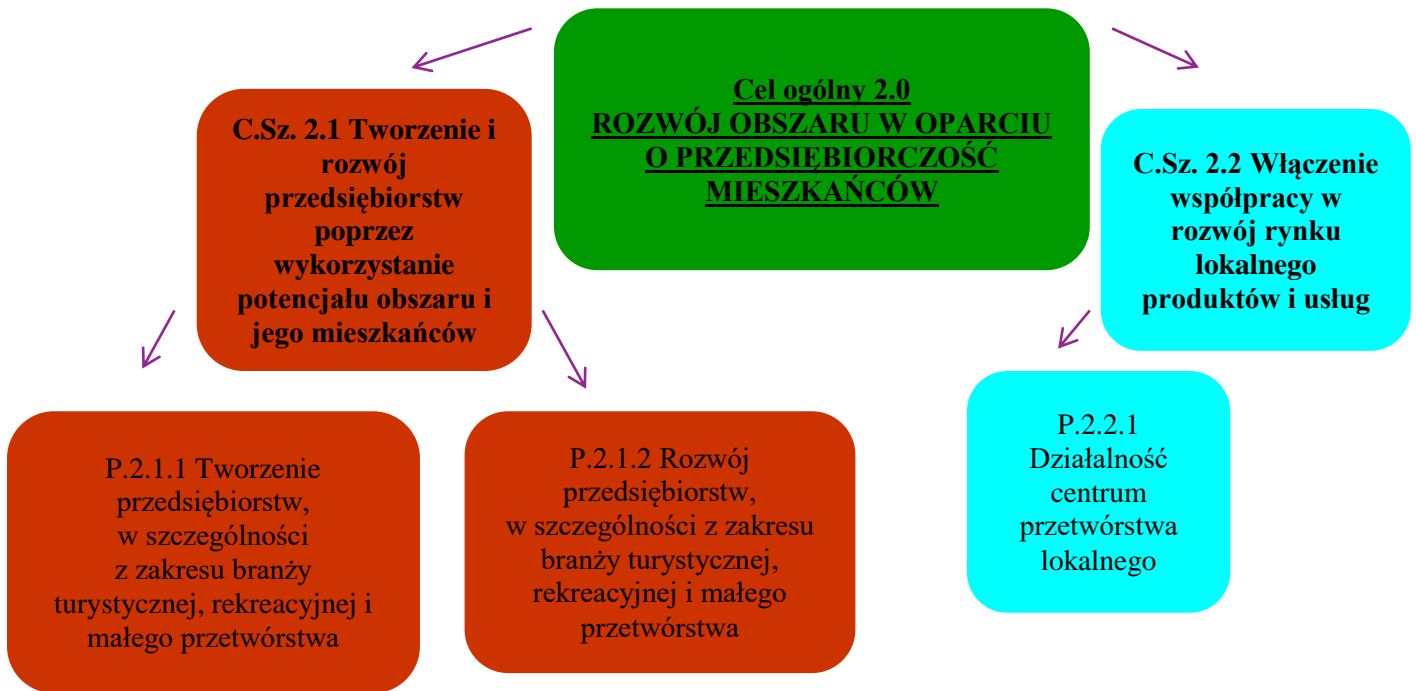 Cel ogólny 2.0
ROZWÓJ OBSZARU W OPARCIU
O PRZEDSIĘBIORCZOŚĆ
MIESZKAŃCÓW
C.Sz. 2.1 Tworzenie i
rozwój
przedsiębiorstw
poprzez
wykorzystanie
potencjału obszaru i
jego mieszkańców
C.Sz. 2.2 Włączenie
współpracy w
rozwój rynku
lokalnego
produktów i usług
P.2.1.1 Tworzenie
przedsiębiorstw,
w szczególności
z zakresu branży
turystycznej, rekreacyjnej i
małego przetwórstwa
P.2.1.2 Rozwój
przedsiębiorstw,
w szczególności z zakresu
branży turystycznej,
rekreacyjnej i małego
przetwórstwa
P.2.2.1
Działalność
centrum
przetwórstwa
lokalnego